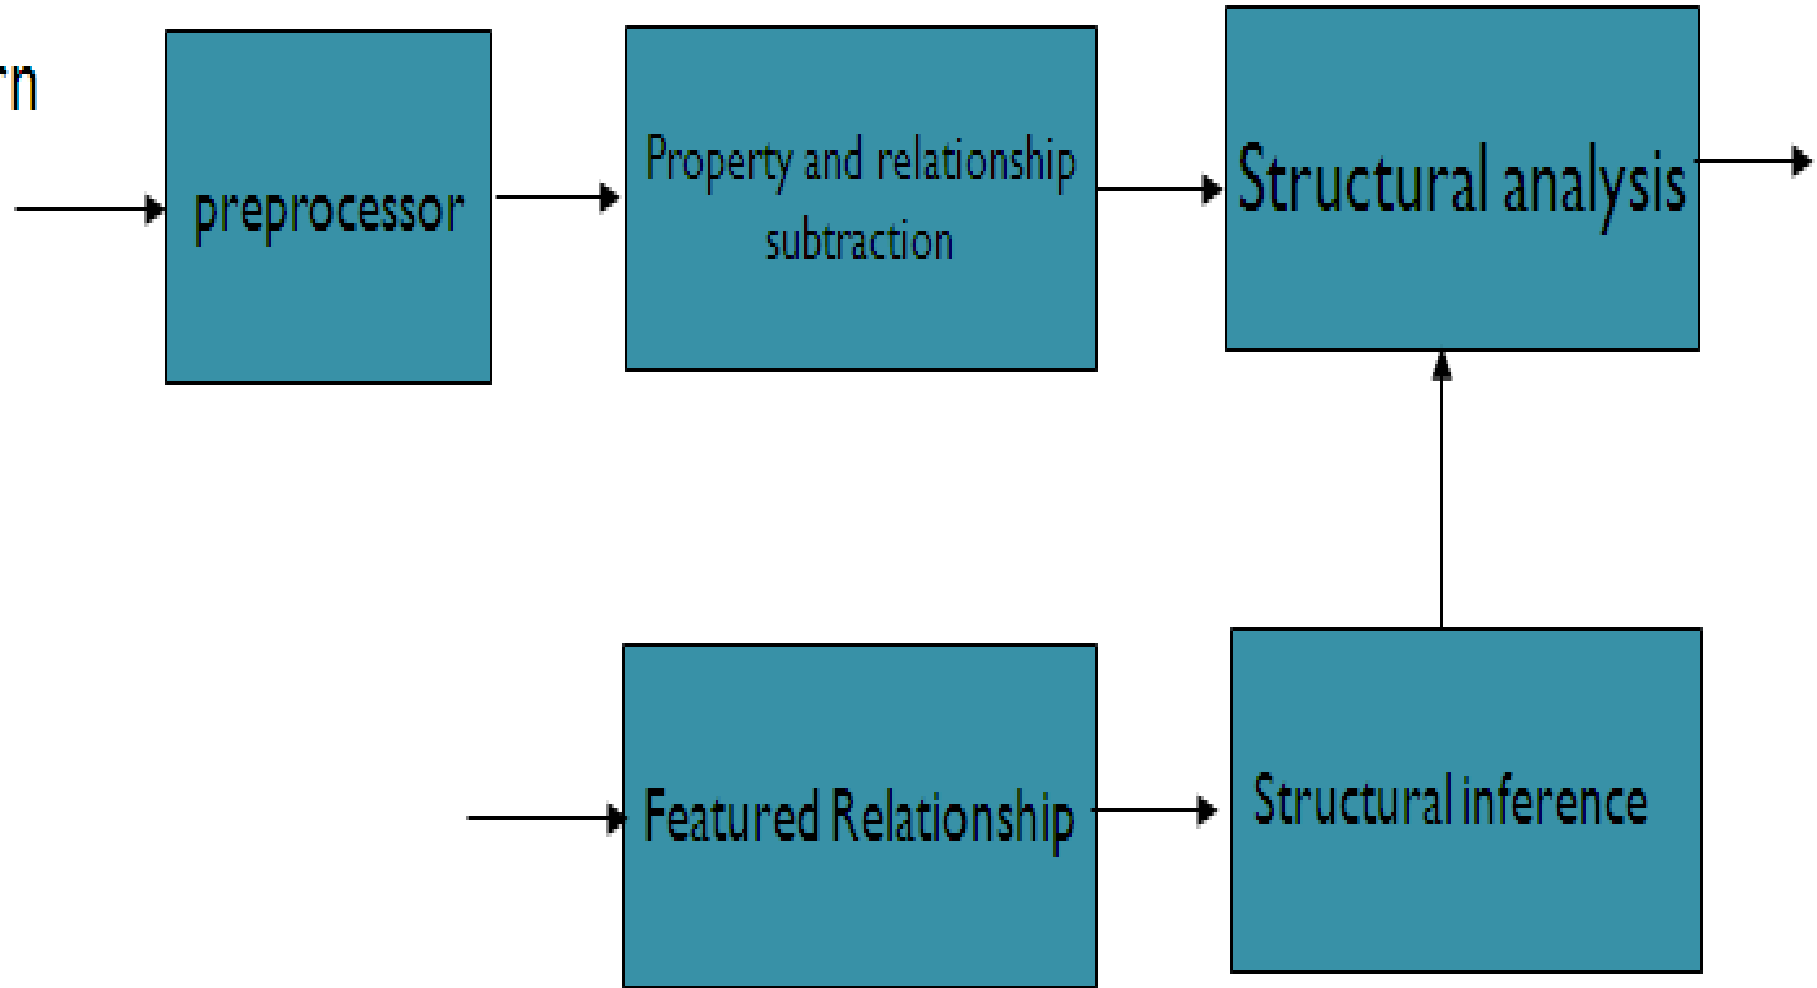 preprocessor
Property and relationship
subtraction
Structural analysis
Featured Relationship
Structural inference